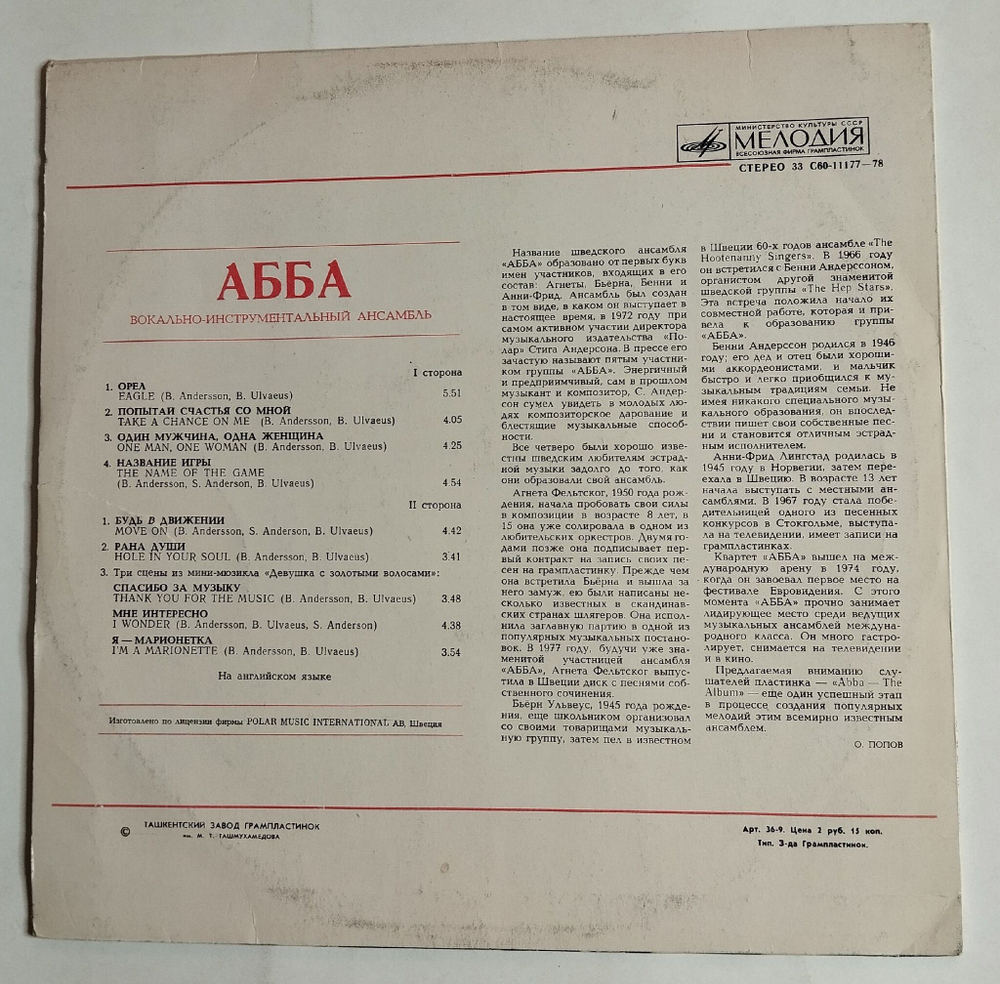 МИНИСТЕРСТВО КУЛЬТУРЫ СССР
МЕЛОДИЯ
ВСЕСОЮЗНАЯ ФИРМА ГРАМПЛАСТИНОК
СТЕРЕО 33 С60-11177—78
АББА
ВОКАЛЬНО-ИНСТРУМЕНТАЛЬНЫЙ АНСАМБЛЬ
I сторона
1. ОРЕЛ
EAGLE (B. Andersson, B. Ulvaeus) 5.51
2. ПОПЫТАЙ СЧАСТЬЯ СО МНОЙ
TAKE A CHANCE ON ME (B. Andersson, B. Ulvaeus) 4.05
3. ОДИН МУЖЧИНА, ОДНА ЖЕНЩИНА
ONE MAN, ONE WOMAN (B. Andersson, B. Ulvaeus) 4.25
4. НАЗВАНИЕ ИГРЫ
THE NAME OF THE GAME
(B. Andersson, S. Anderson, B. Ulvaeus) 4.54
II сторона
1. БУДЬ В ДВИЖЕНИИ
MOVE ON (B. Andersson, S. Anderson, B. Ulvaeus) 4.42
2. РАНА ДУШИ
HOLE IN YOUR SOUL (B. Andersson, B. Ulvaeus) 3.41
3. Три сцены из мини-мюзикла «Девушка с золотыми волосами»:
СПАСИБО ЗА МУЗЫКУ
THANK YOU FOR THE MUSIC (B. Andersson, B. Ulvaeus) 3.48
МНЕ ИНТЕРЕСНО
I WONDER (B. Andersson, B. Ulvaeus, S. Anderson) 4.38
Я — МАРИОНЕТКА
I'M A MARIONETTE (B. Andersson, B. Ulvaeus) 3.54
На английском языке
Изготовлено по лицензии фирмы POLAR MUSIC INTERNATIONAL AB, Швеция
Название шведского ансамбля
«АББА» образовано от первых букв
имен участников, входящих в его
состав: Агнеты, Бьёрна, Бенни и
Анни-Фрид. Ансамбль был создан
в том виде, в каком он выступает в
настоящее время, в 1972 году при
самом активном участии директора
музыкального издательства «По-
лар» Стига Андерсона. В прессе его
зачастую называют пятым участни-
ком группы «АББА». Энергичный
и предприимчивый, сам в прошлом
музыкант и композитор, С. Андер-
сон сумел увидеть в молодых лю-
дях композиторское дарование и
блестящие музыкальные способ-
ности.
Все четверо были хорошо изве-
стны шведским любителям эстрад-
ной музыки задолго до того, как
они образовали свой ансамбль.
Агнета Фельтског, 1950 года рож-
дения, начала пробовать свои силы
в композиции в возрасте 8 лет, в
15 она уже солировала в одном из
любительских оркестров. Двумя го-
дами позже она подписывает пер-
вый контракт на запись своих пе-
сен на грампластинку. Прежде чем
она встретила Бьёрна и вышла за
него замуж, ею были написаны не-
сколько известных в скандинав-
ских странах шлягеров. Она испол-
нила заглавную партию в одной из
популярных музыкальных постано-
вок. В 1977 году, будучи уже зна-
менитой участницей ансамбля
«АББА», Агнета Фельтског выпус-
тила в Швеции диск с песнями соб-
ственного сочинения.
Бьёрн Ульвеус, 1945 года рожде-
ния, еще школьником организовал
со своими товарищами музыкаль-
ную группу, затем пел в известном
в Швеции 60-х годов ансамбле «The
Hootenanny Singers». В 1966 году
он встретился с Бенни Андерссоном,
органистом другой знаменитой
шведской группы «The Hep Stars».
Эта встреча положила начало их
совместной работе, которая и при-
вела к образованию группы
«АББА».
Бенни Андерссон родился в 1946
году; его дед и отец были хороши-
ми аккордеонистами, и мальчик
быстро и легко приобщился к му-
зыкальным традициям семьи. Не
имея никакого специального музы-
кального образования, он впослед-
ствии пишет свои собственные пес-
ни и становится отличным эстрад-
ным исполнителем.
Анни-Фрид Лингстад родилась в
1945 году в Норвегии, затем пере-
ехала в Швецию. В возрасте 13 лет
начала выступать с местными ан-
самблями. В 1967 году стала побе-
дительницей одного из песенных
конкурсов в Стокгольме, выступа-
ла на телевидении, имеет записи на
грампластинках.
Квартет «АББА» вышел на меж-
дународную арену в 1974 году,
когда он завоевал первое место на
фестивале Евровидения. С этого
момента «АББА» прочно занимает
лидирующее место среди ведущих
музыкальных ансамблей междуна-
родного класса. Он много гастро-
лирует, снимается на телевидении
и в кино.
Предлагаемая вниманию слу-
шателей пластинка — «Abba — The
Album» — еще один успешный этап
в процессе создания популярных
мелодий этим всемирно известным
ансамблем.
О. ПОПОВ
© ТАШКЕНТСКИЙ ЗАВОД ГРАМПЛАСТИНОК
им. М. Т. ТАШМУХАМЕДОВА
Арт. 36-9. Цена 2 руб. 15 коп.
Тип. З-да Грампластинок.